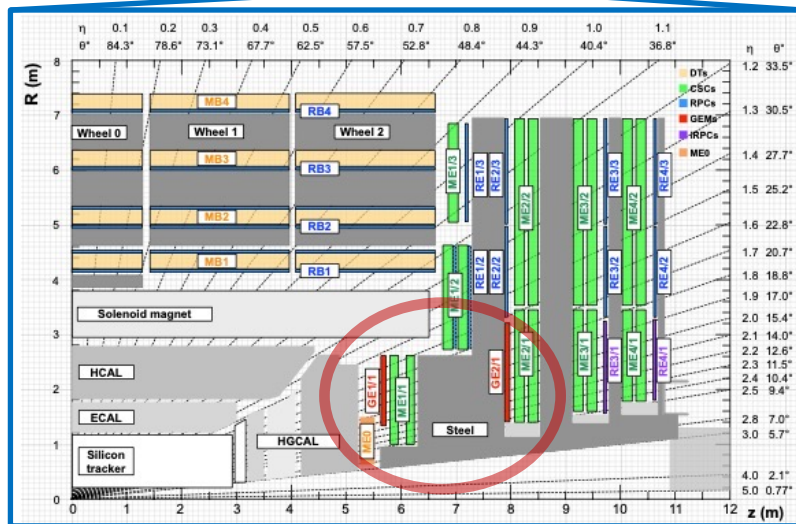 η 0.1 0.2 0.3 0.4 0.5 0.6 0.7 0.8 0.9 1.0 1.1
θ° 84.3° 78.6° 73.1° 67.7° 62.5° 57.5° 52.8° 48.4° 44.3° 40.4° 36.8° η θ°
R (m)
8
7
6
5
4
3
2
1
0
1.2 33.5°
1.3 30.5°
1.4 27.7°
1.5 25.2°
1.6 22.8°
1.7 20.7°
1.8 18.8°
1.9 17.0°
2.0 15.4°
2.1 14.0°
2.2 12.6°
2.3 11.5°
2.4 10.4°
2.5 9.4°
2.8 7.0°
3.0 5.7°
4.0 2.1°
5.0 0.77°
DTs
CSCs
RPCs
GEMs
iRPCs
ME0
MB4
RB4
Wheel 0
Wheel 1
Wheel 2
MB3
RB3
MB2
RB2
MB1
RB1
Solenoid magnet
HCAL
ECAL
HGCAL
Silicon
tracker
Steel
ME1/3
RE1/3
RE2/3
ME2/2
ME3/2
RE3/3
ME4/2
RE4/3
ME1/2
RE1/2
RE2/2
RE3/2
RE4/2
GE1/1
ME1/1
ME0
GE2/1
ME2/1
ME3/1
RE3/1
ME4/1
RE4/1
0 1 2 3 4 5 6 7 8 9 10 11 12
z (m)